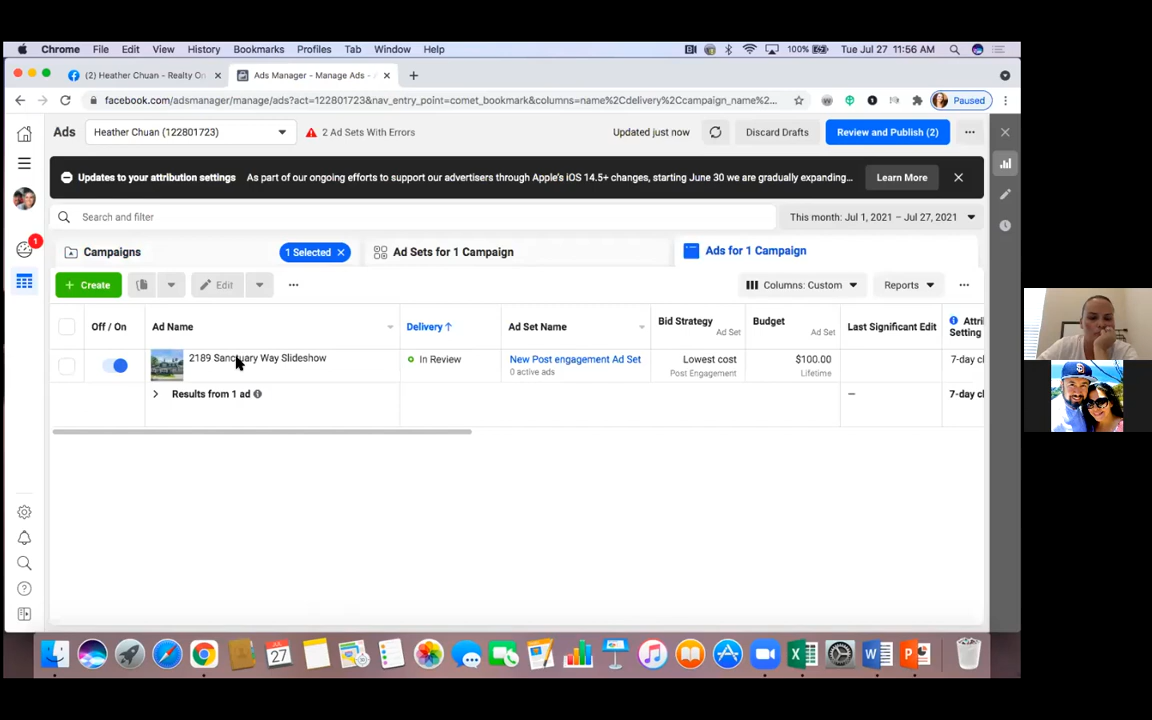 Chrome File Edit View History Bookmarks Profiles Tab Window Help 100% Tue Jul 27 11:56 AM
(2) Heather Chuan - Realty On
Ads Manager - Manage Ads -
facebook.com/adsmanager/manage/ads?act=122801723&nav_entry_point=comet_bookmark&columns=name%2Cdelivery%2Ccampaign_name%2...
Paused
Ads Heather Chuan (122801723) 2 Ad Sets With Errors Updated just now Discard Drafts Review and Publish (2)
Updates to your attribution settings As part of our ongoing efforts to support our advertisers through Apple's iOS 14.5+ changes, starting June 30 we are gradually expanding... Learn More
Search and filter This month: Jul 1, 2021 – Jul 27, 2021
1
Campaigns 1 Selected Ad Sets for 1 Campaign Ads for 1 Campaign
+ Create Edit Columns: Custom Reports
Off / On Ad Name Delivery ↑ Ad Set Name Bid Strategy Budget Last Significant Edit Attri
Ad Set Ad Set Setting
2189 Sanctuary Way Slideshow In Review New Post engagement Ad Set Lowest cost $100.00 7-day cl
0 active ads Post Engagement Lifetime
Results from 1 ad — 7-day cl
27